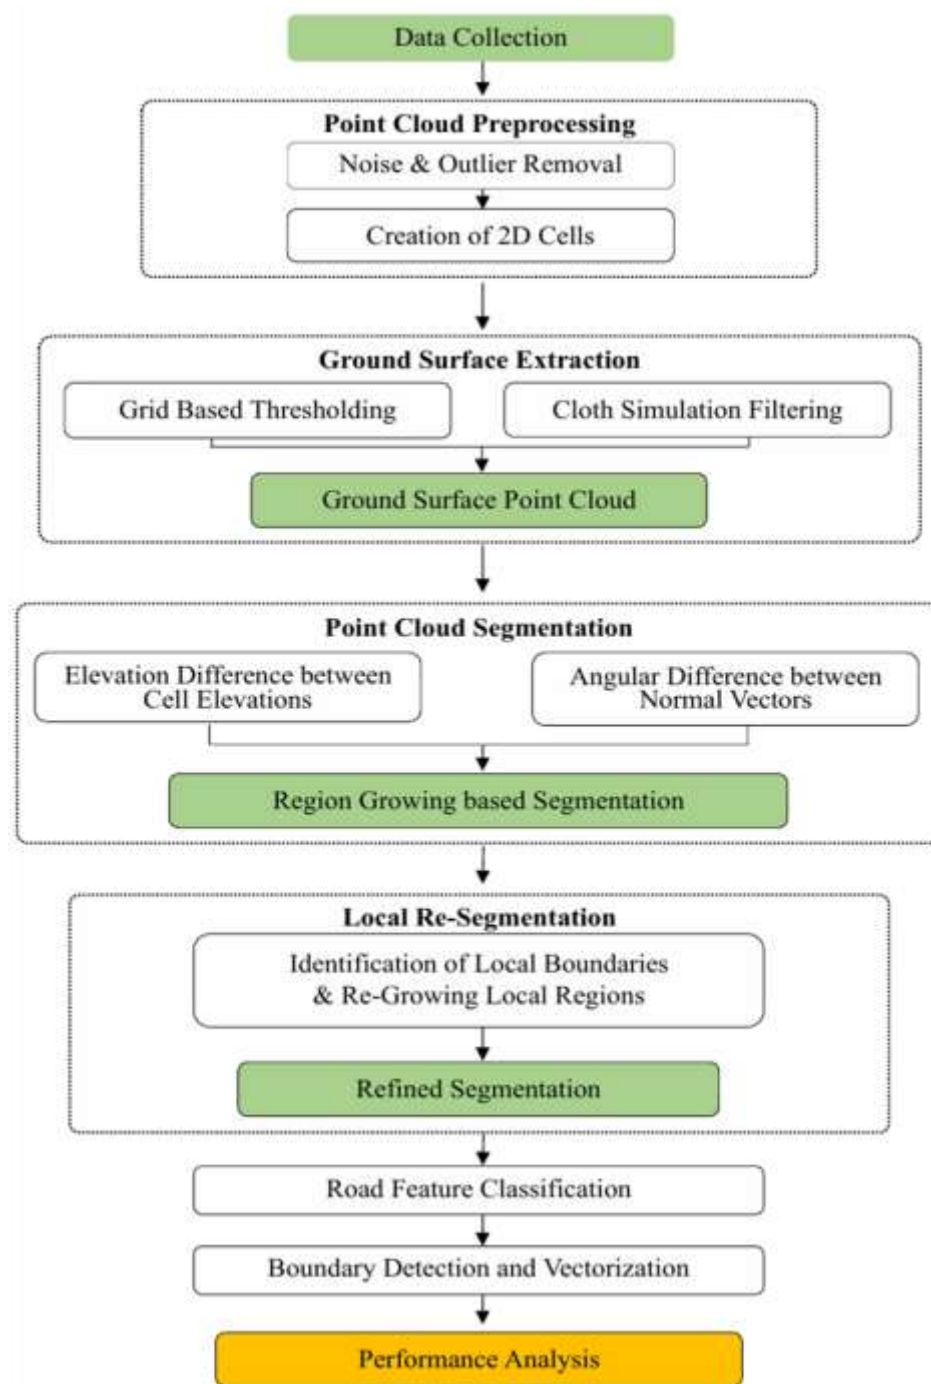 Data Collection
Point Cloud Preprocessing
Noise & Outlier Removal
Creation of 2D Cells
Ground Surface Extraction
Grid Based Thresholding
Cloth Simulation Filtering
Ground Surface Point Cloud
Point Cloud Segmentation
Elevation Difference between
Cell Elevations
Angular Difference between
Normal Vectors
Region Growing based Segmentation
Local Re-Segmentation
Identification of Local Boundaries
& Re-Growing Local Regions
Refined Segmentation
Road Feature Classification
Boundary Detection and Vectorization
Performance Analysis